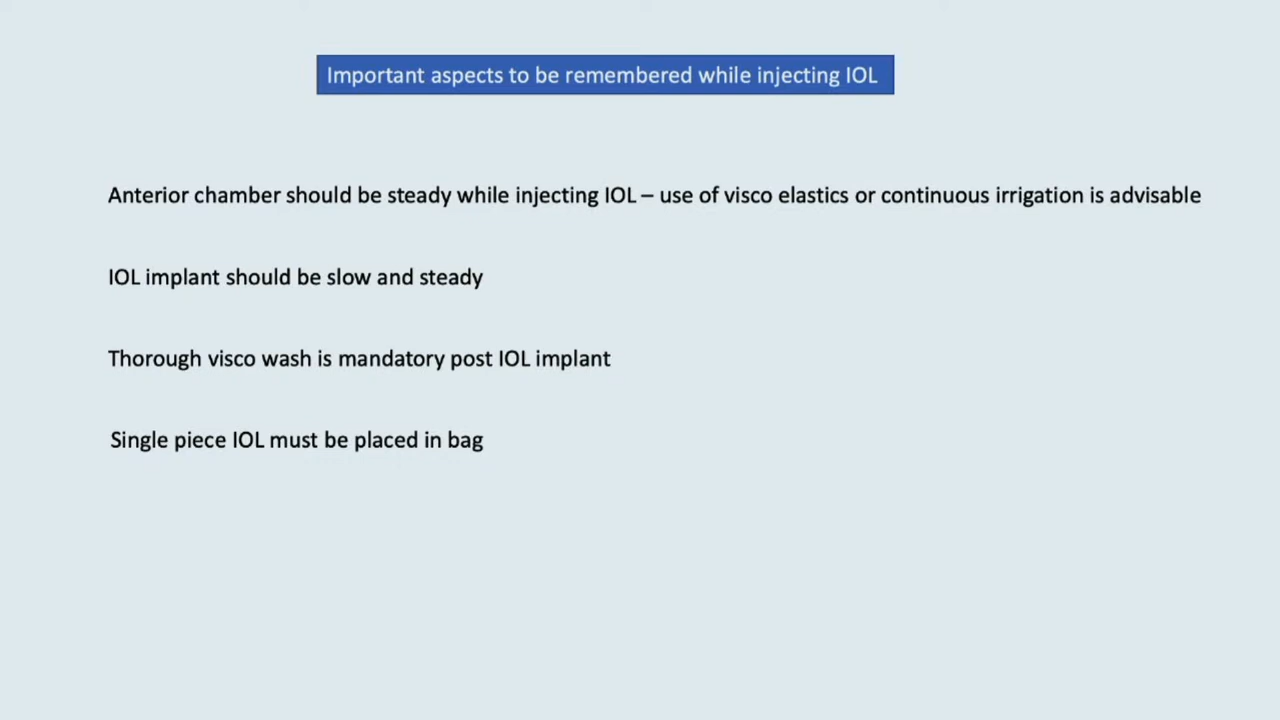 Important aspects to be remembered while injecting IOL
Anterior chamber should be steady while injecting IOL – use of visco elastics or continuous irrigation is advisable
IOL implant should be slow and steady
Thorough visco wash is mandatory post IOL implant
Single piece IOL must be placed in bag